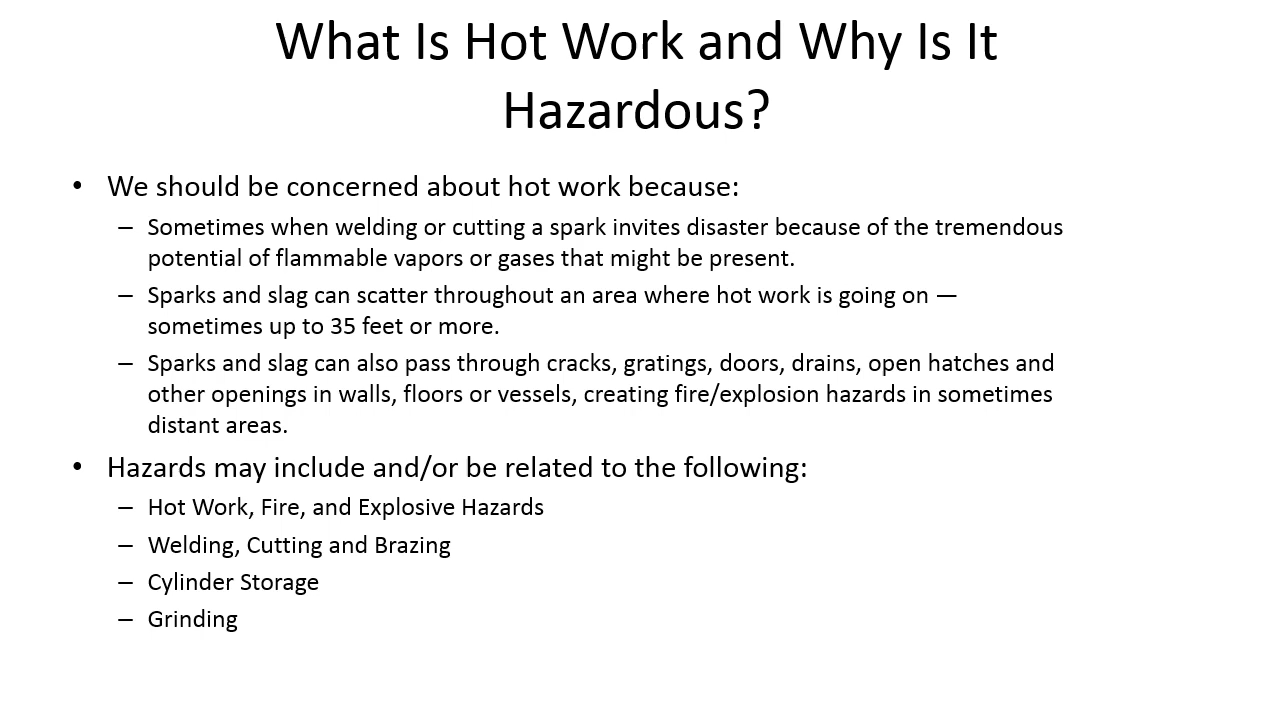 What Is Hot Work and Why Is It
Hazardous?
• We should be concerned about hot work because:
– Sometimes when welding or cutting a spark invites disaster because of the tremendous
potential of flammable vapors or gases that might be present.
– Sparks and slag can scatter throughout an area where hot work is going on —
sometimes up to 35 feet or more.
– Sparks and slag can also pass through cracks, gratings, doors, drains, open hatches and
other openings in walls, floors or vessels, creating fire/explosion hazards in sometimes
distant areas.
• Hazards may include and/or be related to the following:
– Hot Work, Fire, and Explosive Hazards
– Welding, Cutting and Brazing
– Cylinder Storage
– Grinding